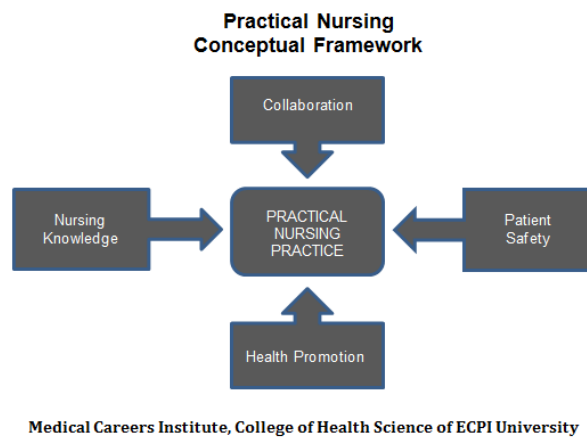 Practical Nursing
Conceptual Framework
Collaboration
Nursing
Knowledge
PRACTICAL
NURSING
PRACTICE
Patient
Safety
Health Promotion
Medical Careers Institute, College of Health Science of ECPI University